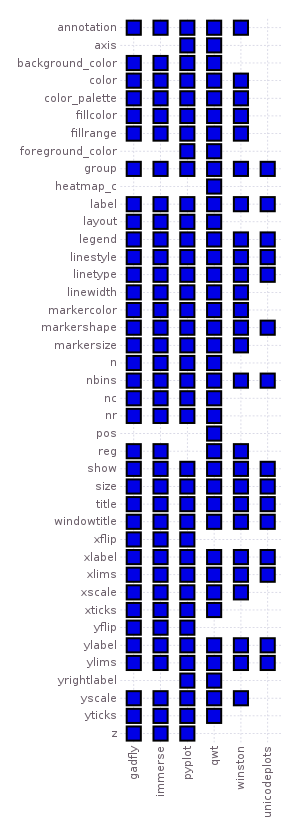 annotation
axis
background_color
color
color_palette
fillcolor
fillrange
foreground_color
group
heatmap_c
label
layout
legend
linestyle
linetype
linewidth
markercolor
markershape
markersize
n
nbins
nc
nr
pos
reg
show
size
title
windowtitle
xflip
xlabel
xlims
xscale
xticks
yflip
ylabel
ylims
yrightlabel
yscale
yticks
z
gadfly
immerse
pyplot
qwt
winston
unicodeplots